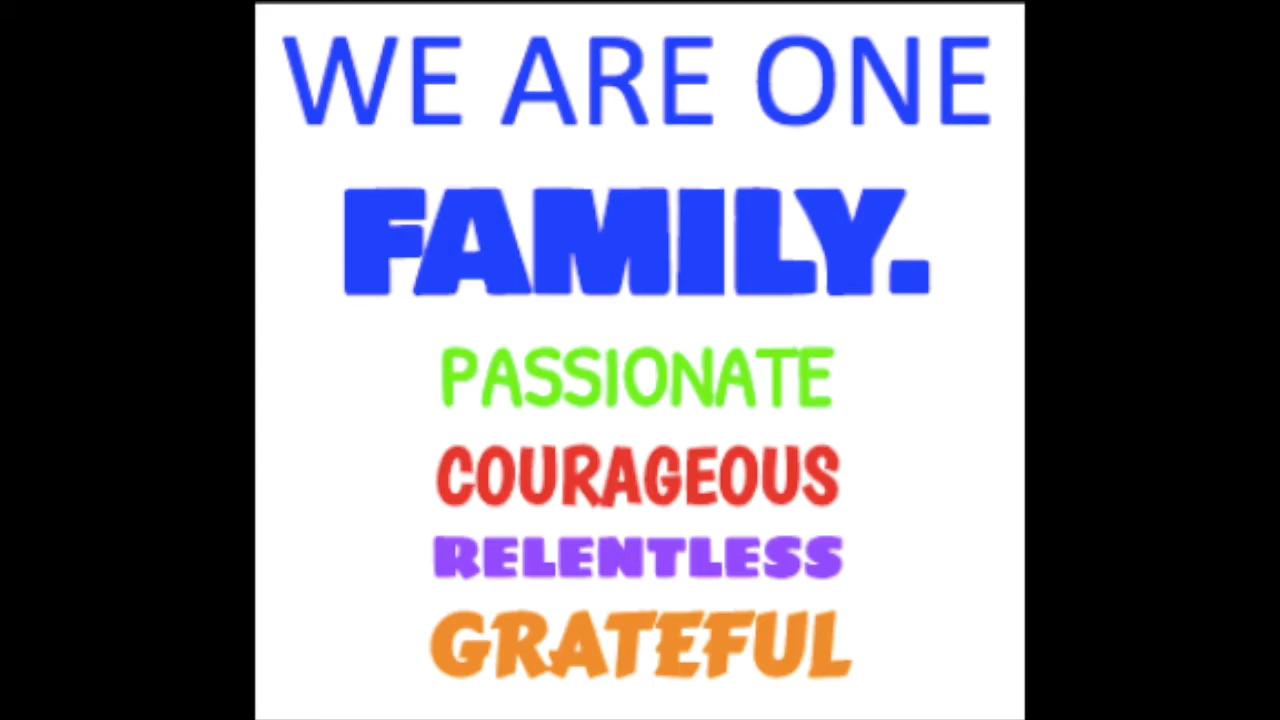 WE ARE ONE
FAMILY.
PASSIONATE
COURAGEOUS
RELENTLESS
GRATEFUL